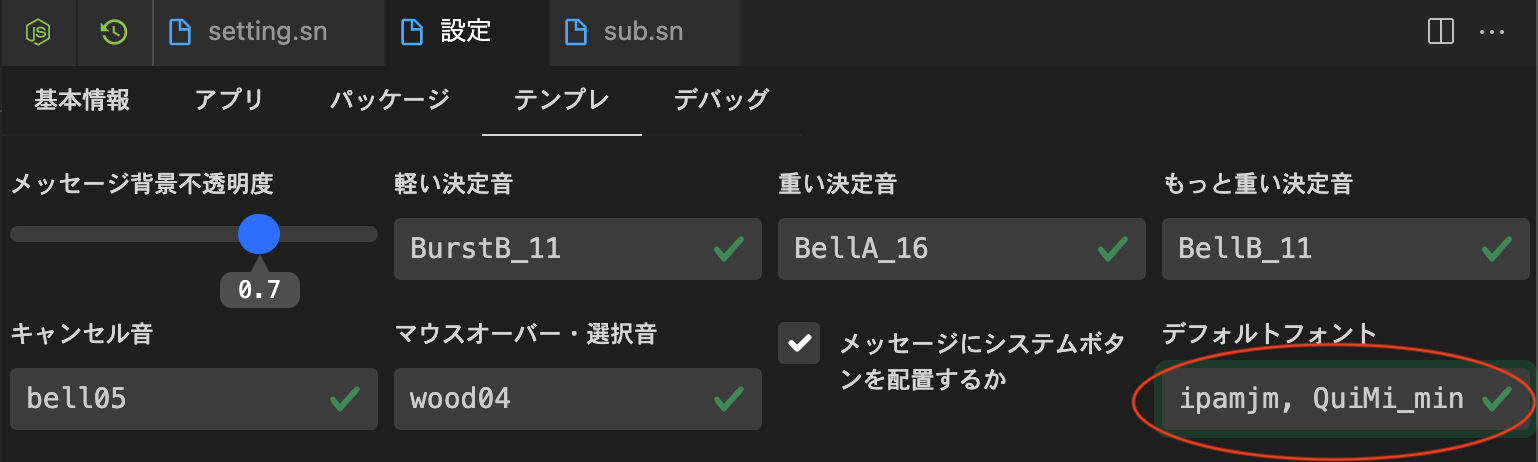 JS
setting.sn
設定
sub.sn
基本情報 アプリ パッケージ テンプレ デバッグ
メッセージ背景不透明度
0.7
軽い決定音
BurstB_11
重い決定音
BellA_16
もっと重い決定音
BellB_11
キャンセル音
bell05
マウスオーバー・選択音
wood04
メッセージにシステムボタ
ンを配置するか
デフォルトフォント
ipamjm, QuiMi_min